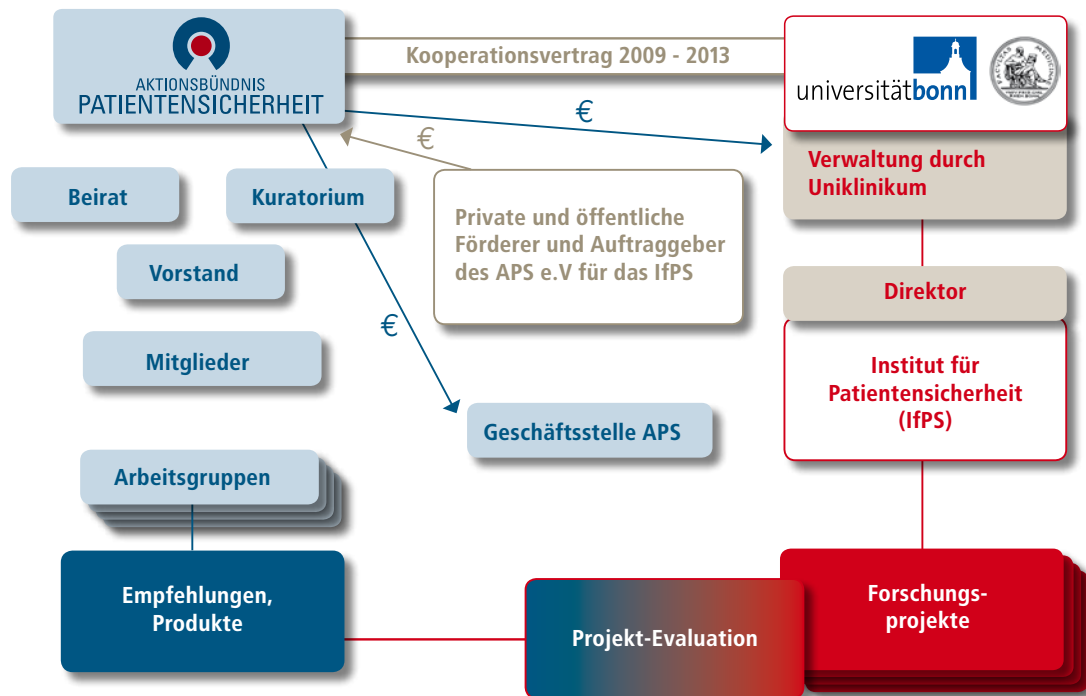 AKTIONSBÜNDNIS
PATIENTENSICHERHEIT
Kooperationsvertrag 2009 - 2013
universitätbonn
€
€
Verwaltung durch
Uniklinikum
Beirat
Kuratorium
Private und öffentliche
Förderer und Auftraggeber
des APS e.V für das IfPS
Vorstand
Direktor
€
Mitglieder
Institut für
Patientensicherheit
(IfPS)
Geschäftsstelle APS
Arbeitsgruppen
Empfehlungen,
Produkte
Projekt-Evaluation
Forschungs-
projekte